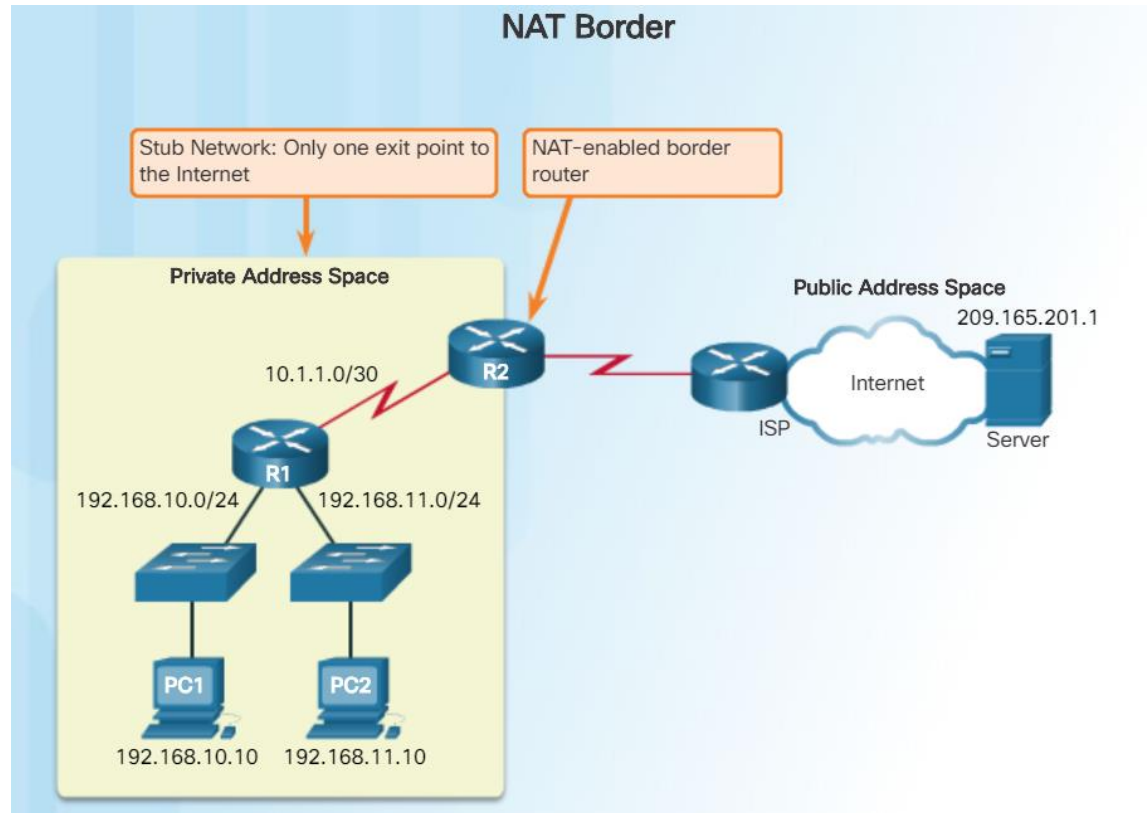 NAT Border
Stub Network: Only one exit point to
the Internet
NAT-enabled border
router
Private Address Space
Public Address Space
209.165.201.1
R2
10.1.1.0/30
Internet
ISP
Server
R1
192.168.10.0/24
192.168.11.0/24
PC1
PC2
192.168.10.10
192.168.11.10